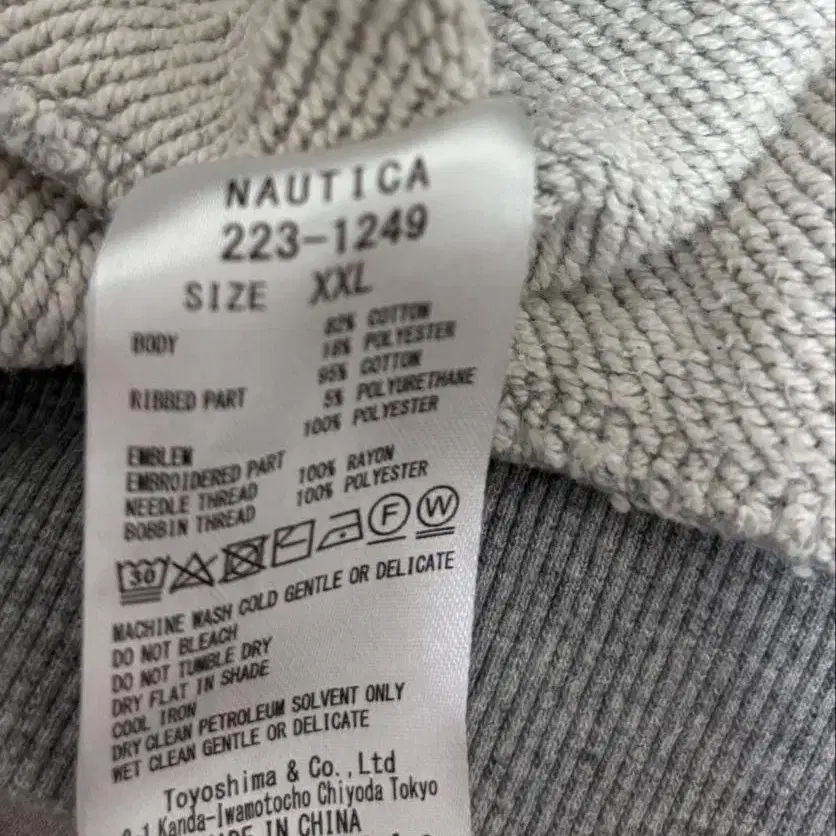 NAUTICA
223-1249
SIZE XXL
BODY 82% COTTON
18% POLYESTER
RIBBED PART 95% COTTON
5% POLYURETHANE
EMBLEM 100% POLYESTER
EMBROIDERED PART
NEEDLE THREAD 100% RAYON
BOBBIN THREAD 100% POLYESTER
30 F W
MACHINE WASH COLD GENTLE OR DELICATE
DO NOT BLEACH
DO NOT TUMBLE DRY
DRY FLAT IN SHADE
COOL IRON
DRY CLEAN PETROLEUM SOLVENT ONLY
WET CLEAN GENTLE OR DELICATE
Toyoshima & Co., Ltd
Kanda-Iwamotocho Chiyoda Tokyo
IN CHINA